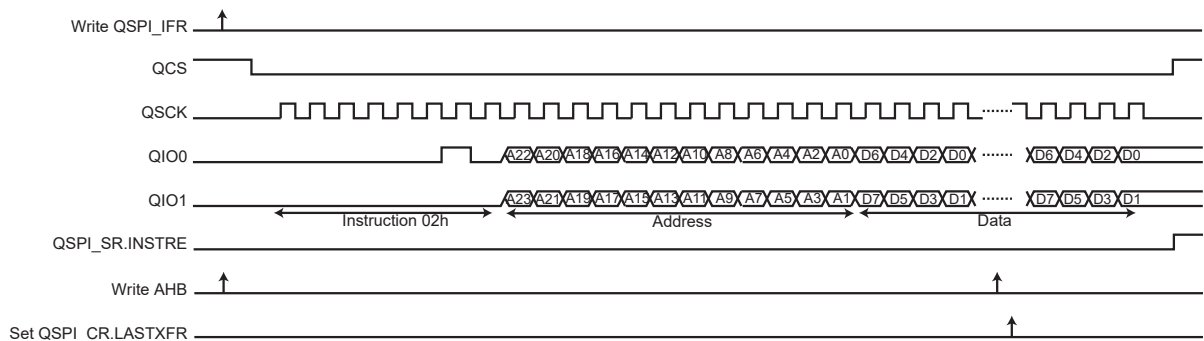 Write QSPI_IFR
QCS
QSCK
QIO0 A22 A20 A18 A16 A14 A12 A10 A8 A6 A4 A2 A0 D6 D4 D2 D0 D6 D4 D2 D0
QIO1 A23 A21 A19 A17 A15 A13 A11 A9 A7 A5 A3 A1 D7 D5 D3 D1 D7 D5 D3 D1
Instruction 02h Address Data
QSPI_SR.INSTRE
Write AHB
Set QSPI_CR.LASTXFR